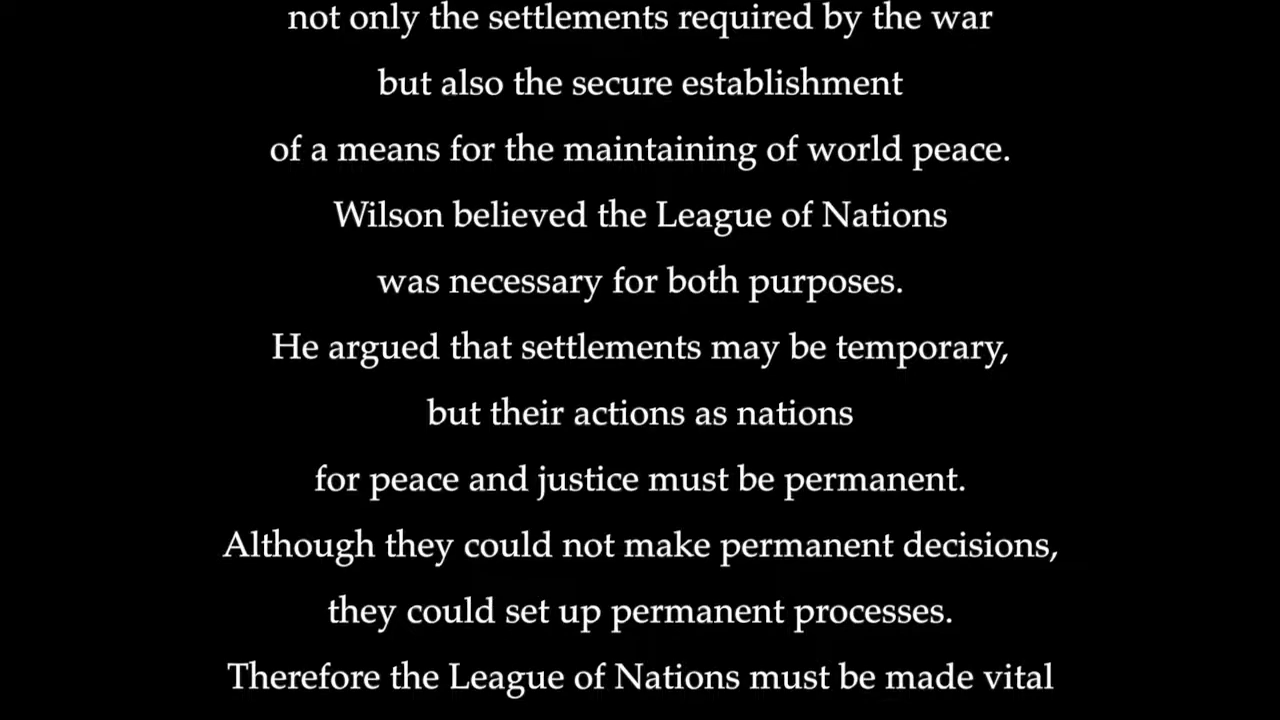 not only the settlements required by the war
but also the secure establishment
of a means for the maintaining of world peace.
Wilson believed the League of Nations
was necessary for both purposes.
He argued that settlements may be temporary,
but their actions as nations
for peace and justice must be permanent.
Although they could not make permanent decisions,
they could set up permanent processes.
Therefore the League of Nations must be made vital